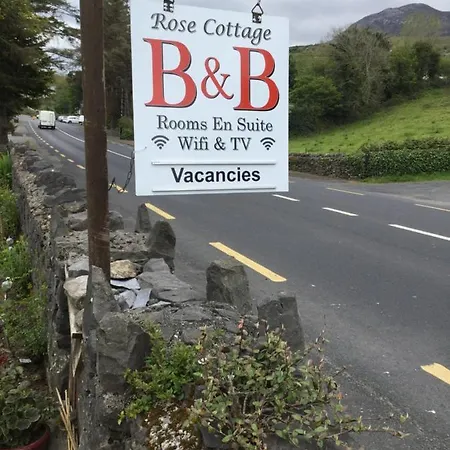 Rose Cottage
B&B
Rooms En Suite
Wifi & TV
Vacancies